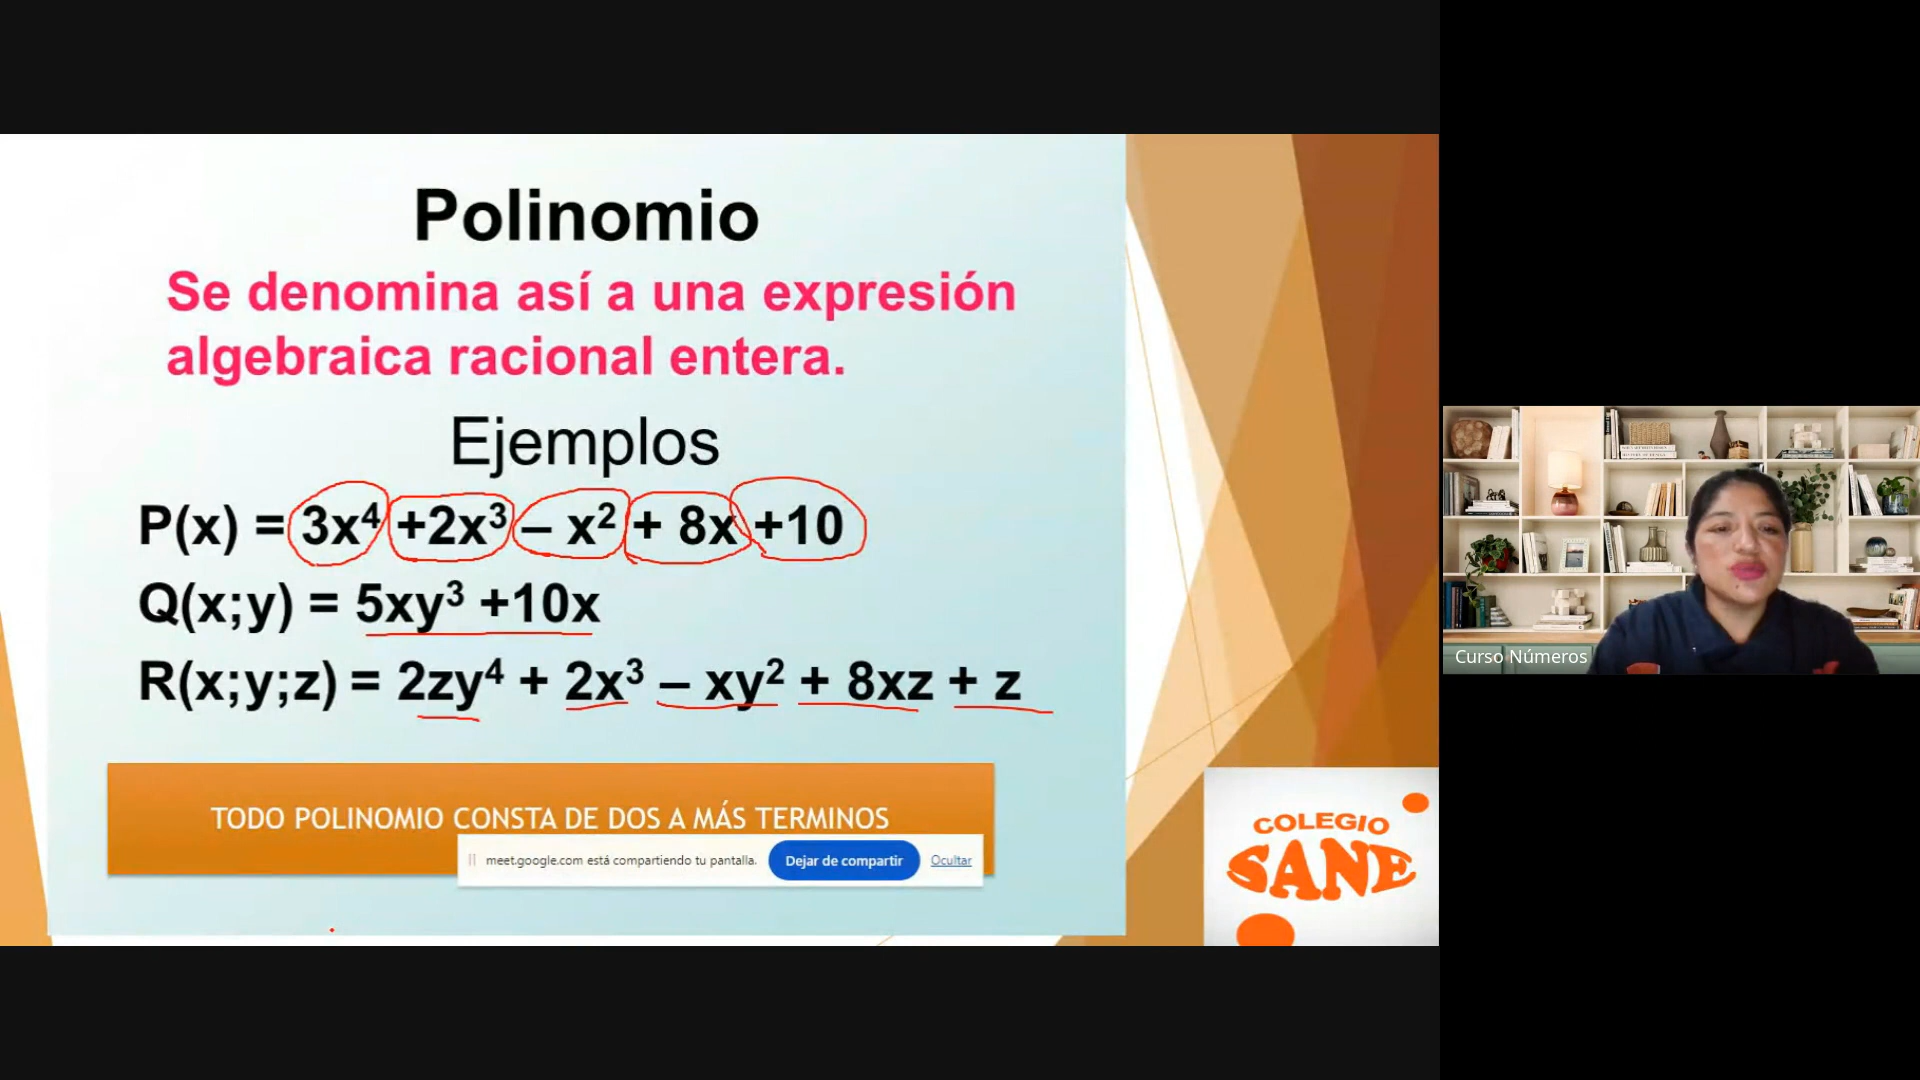 Polinomio
Se denomina así a una expresión
algebraica racional entera.
Ejemplos
P(x) = 3x⁴ +2x³ – x² + 8x +10
Q(x;y) = 5xy³ +10x
R(x;y;z) = 2zy⁴ + 2x³ – xy² + 8xz + z
TODO POLINOMIO CONSTA DE DOS A MÁS TERMINOS
meet.google.com está compartiendo tu pantalla. Dejar de compartir Ocultar
COLEGIO
SANE
Curso Números